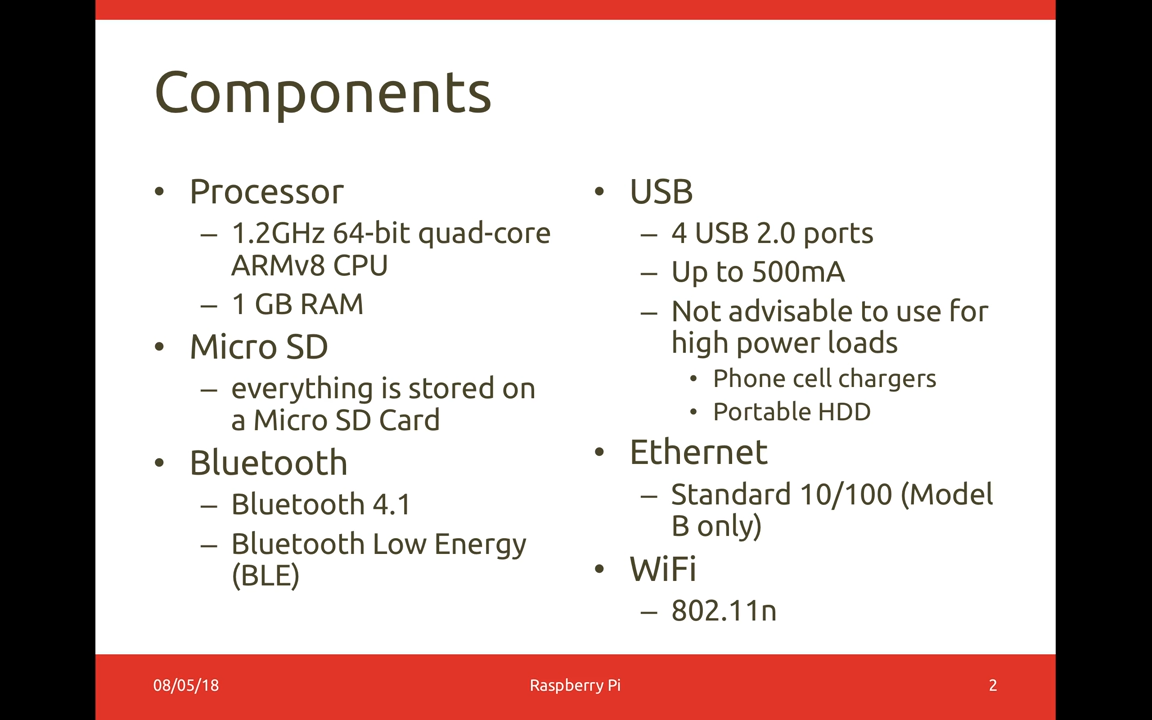 Components
• Processor
– 1.2GHz 64-bit quad-core
ARMv8 CPU
– 1 GB RAM
• Micro SD
– everything is stored on
a Micro SD Card
• Bluetooth
– Bluetooth 4.1
– Bluetooth Low Energy
(BLE)
• USB
– 4 USB 2.0 ports
– Up to 500mA
– Not advisable to use for
high power loads
• Phone cell chargers
• Portable HDD
• Ethernet
– Standard 10/100 (Model
B only)
• WiFi
– 802.11n
08/05/18
Raspberry Pi
2